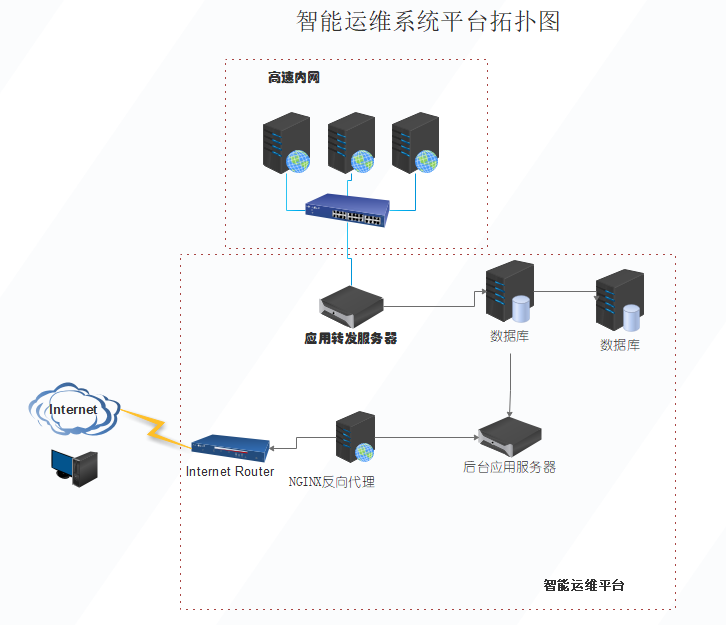 智能运维系统平台拓扑图
高速内网
应用转发服务器
数据库
数据库
Internet
Internet Router
NGINX反向代理
后台应用服务器
智能运维平台